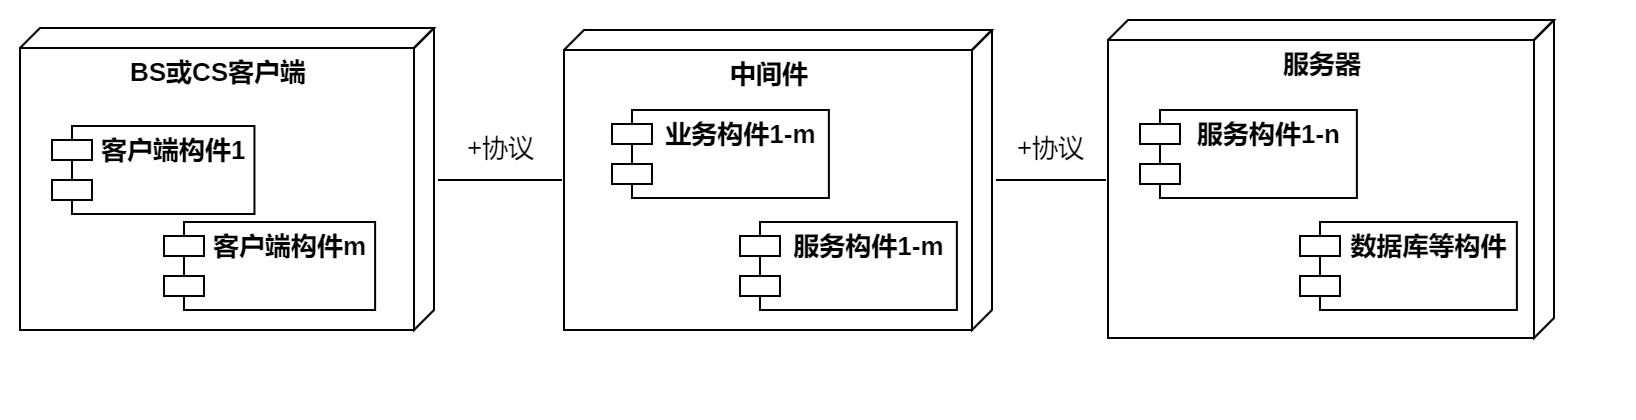 BS或CS客户端
客户端构件1
客户端构件m
+协议
中间件
业务构件1-m
服务构件1-m
+协议
服务器
服务构件1-n
数据库等构件